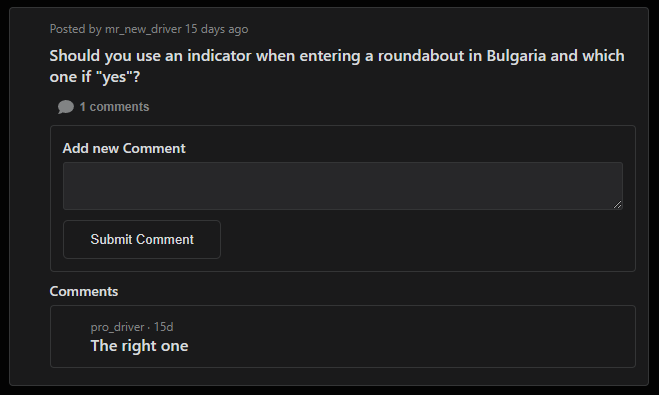 Posted by mr_new_driver 15 days ago
Should you use an indicator when entering a roundabout in Bulgaria and which
one if "yes"?
1 comments
Add new Comment
Submit Comment
Comments
pro_driver · 15d
The right one